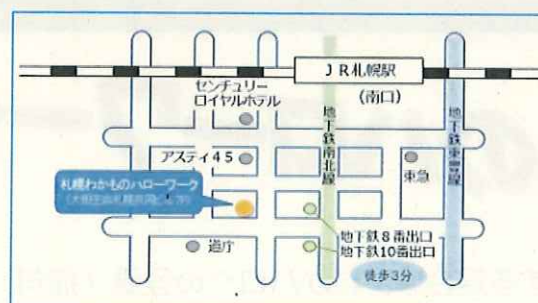 JR札幌駅
(南口)
センチュリー
ロイヤルホテル
地下鉄南北線
地下鉄東豊線
アスティ45
東急
札幌わかものハローワーク
道庁
地下鉄8番出口
地下鉄10番出口
徒歩3分